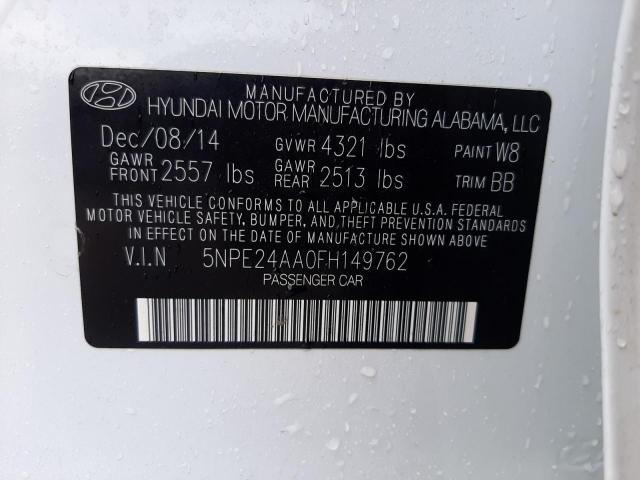 MANUFACTURED BY
HYUNDAI MOTOR MANUFACTURING ALABAMA, LLC
Dec/08/14 GVWR 4321 lbs PAINT W8
GAWR FRONT 2557 lbs GAWR REAR 2513 lbs TRIM BB
THIS VEHICLE CONFORMS TO ALL APPLICABLE U.S.A. FEDERAL
MOTOR VEHICLE SAFETY, BUMPER, AND THEFT PREVENTION STANDARDS
IN EFFECT ON THE DATE OF MANUFACTURE SHOWN ABOVE.
V.I.N 5NPE24AA0FH149762
PASSENGER CAR